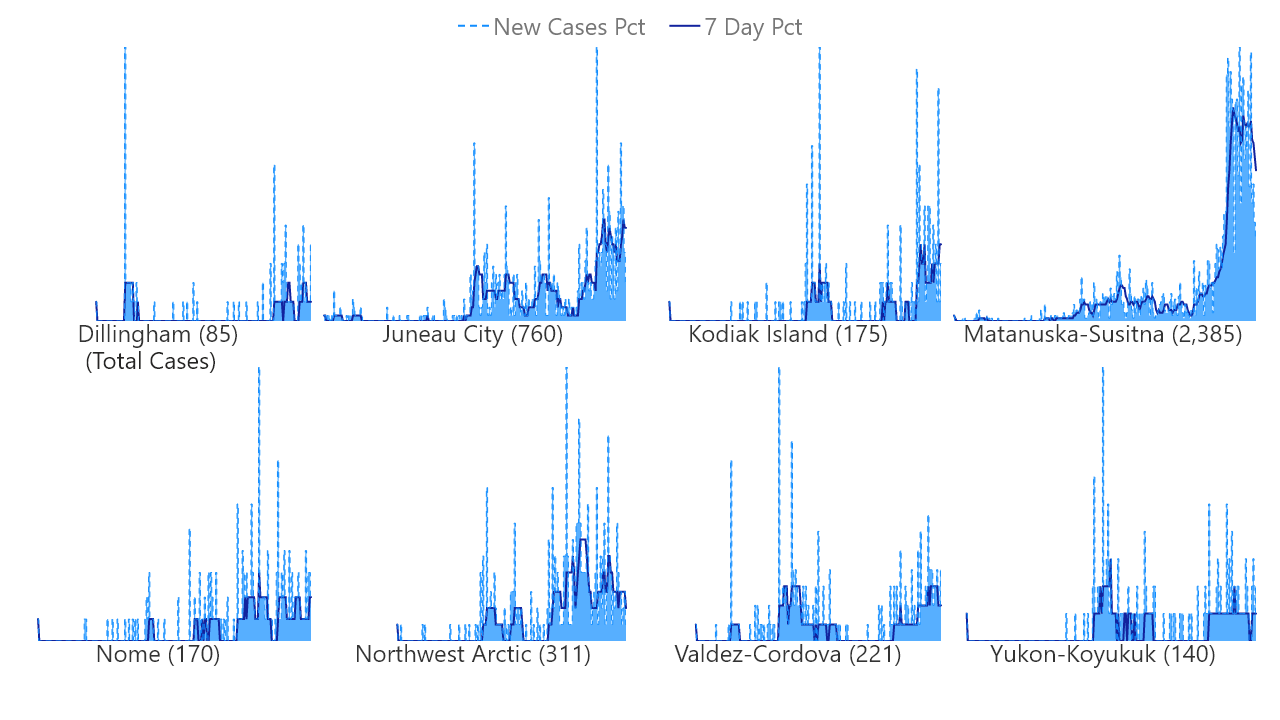 New Cases Pct 7 Day Pct
Dillingham (85) Juneau City (760) Kodiak Island (175) Matanuska-Susitna (2,385)
(Total Cases)
Nome (170) Northwest Arctic (311) Valdez-Cordova (221) Yukon-Koyukuk (140)